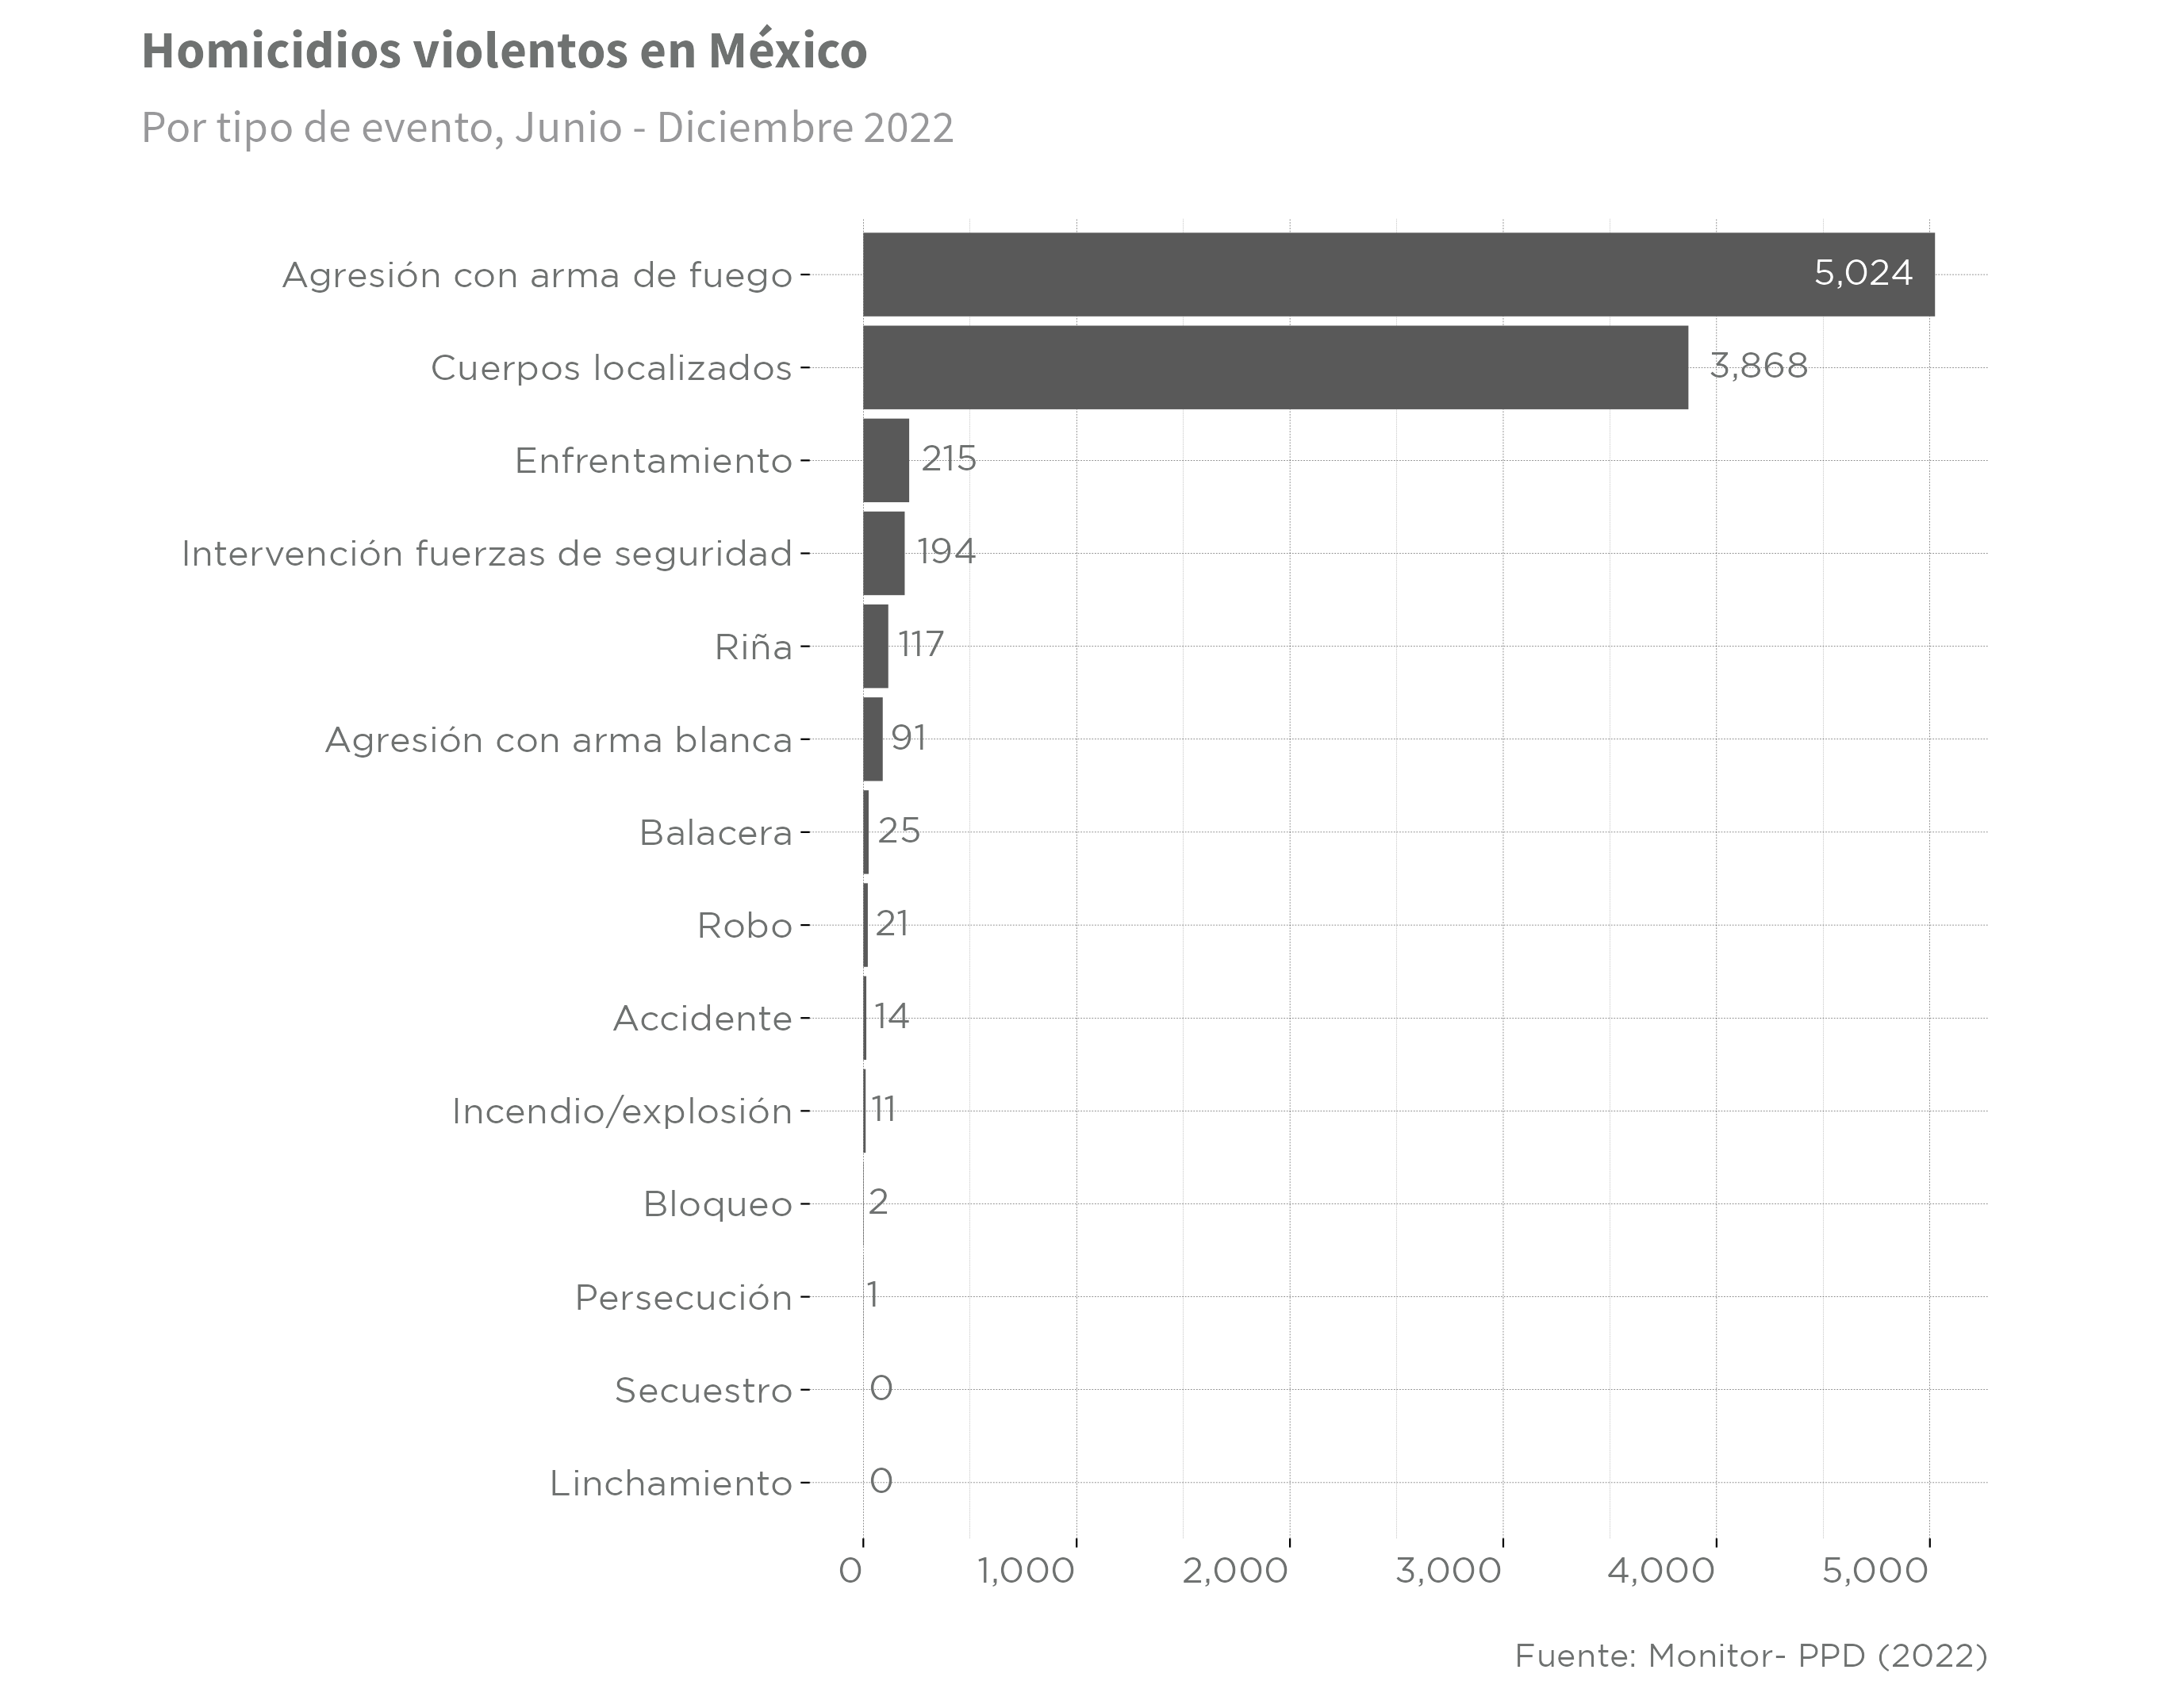 Homicidios violentos en México
Por tipo de evento, Junio - Diciembre 2022
Agresión con arma de fuego 5,024
Cuerpos localizados 3,868
Enfrentamiento 215
Intervención fuerzas de seguridad 194
Riña 117
Agresión con arma blanca 91
Balacera 25
Robo 21
Accidente 14
Incendio/explosión 11
Bloqueo 2
Persecución 1
Secuestro 0
Linchamiento 0
0 1,000 2,000 3,000 4,000 5,000
Fuente: Monitor- PPD (2022)